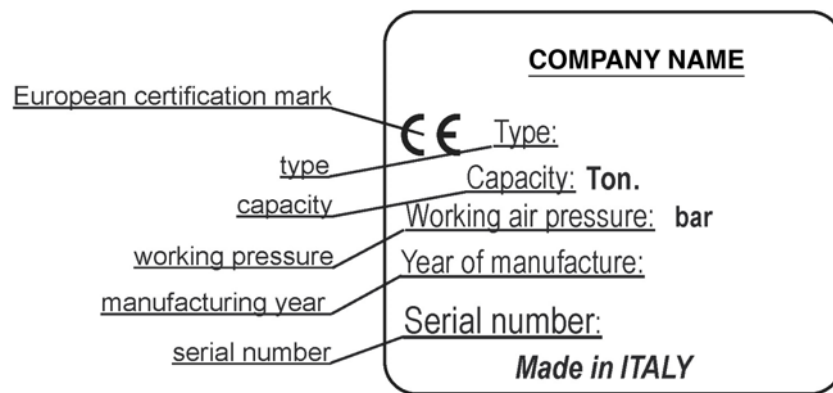 COMPANY NAME
European certification mark
CE Type:
type
Capacity: Ton.
capacity
Working air pressure: bar
working pressure
Year of manufacture:
manufacturing year
Serial number:
serial number
Made in ITALY